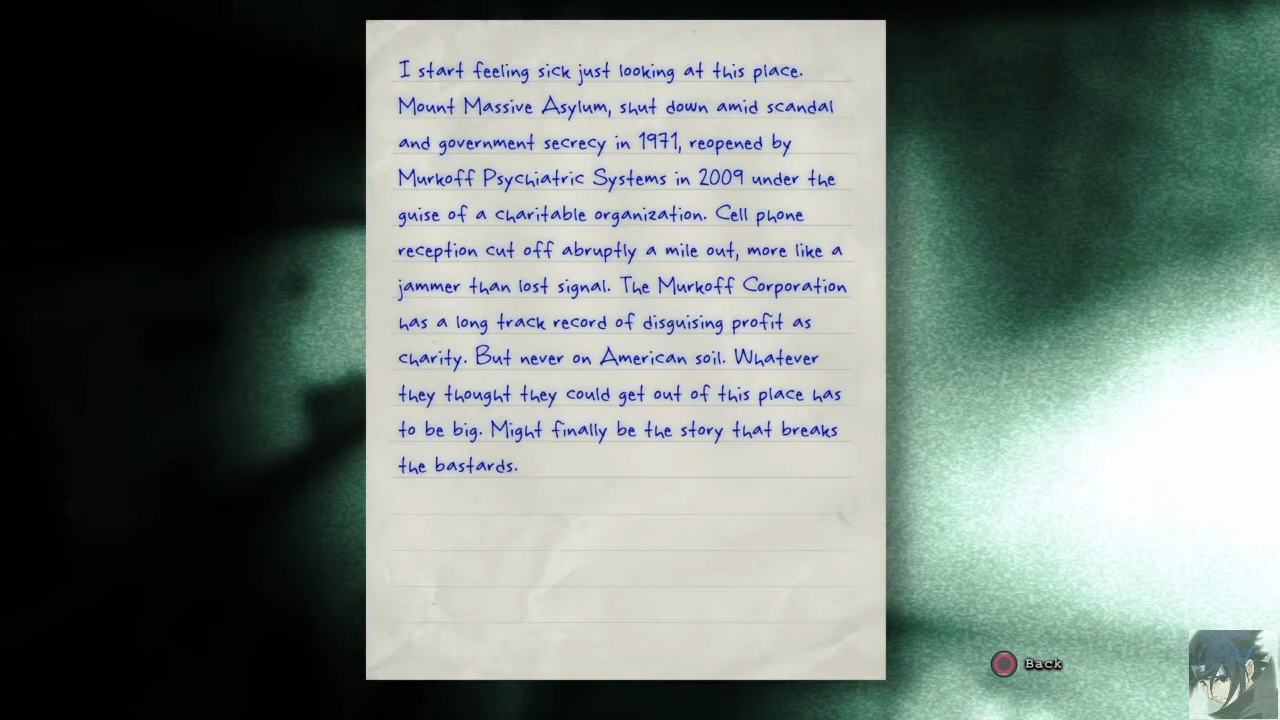 I start feeling sick just looking at this place.
Mount Massive Asylum, shut down amid scandal
and government secrecy in 1971, reopened by
Murkoff Psychiatric Systems in 2009 under the
guise of a charitable organization. Cell phone
reception cut off abruptly a mile out, more like a
jammer than lost signal. The Murkoff Corporation
has a long track record of disguising profit as
charity. But never on American soil. Whatever
they thought they could get out of this place has
to be big. Might finally be the story that breaks
the bastards.
Back